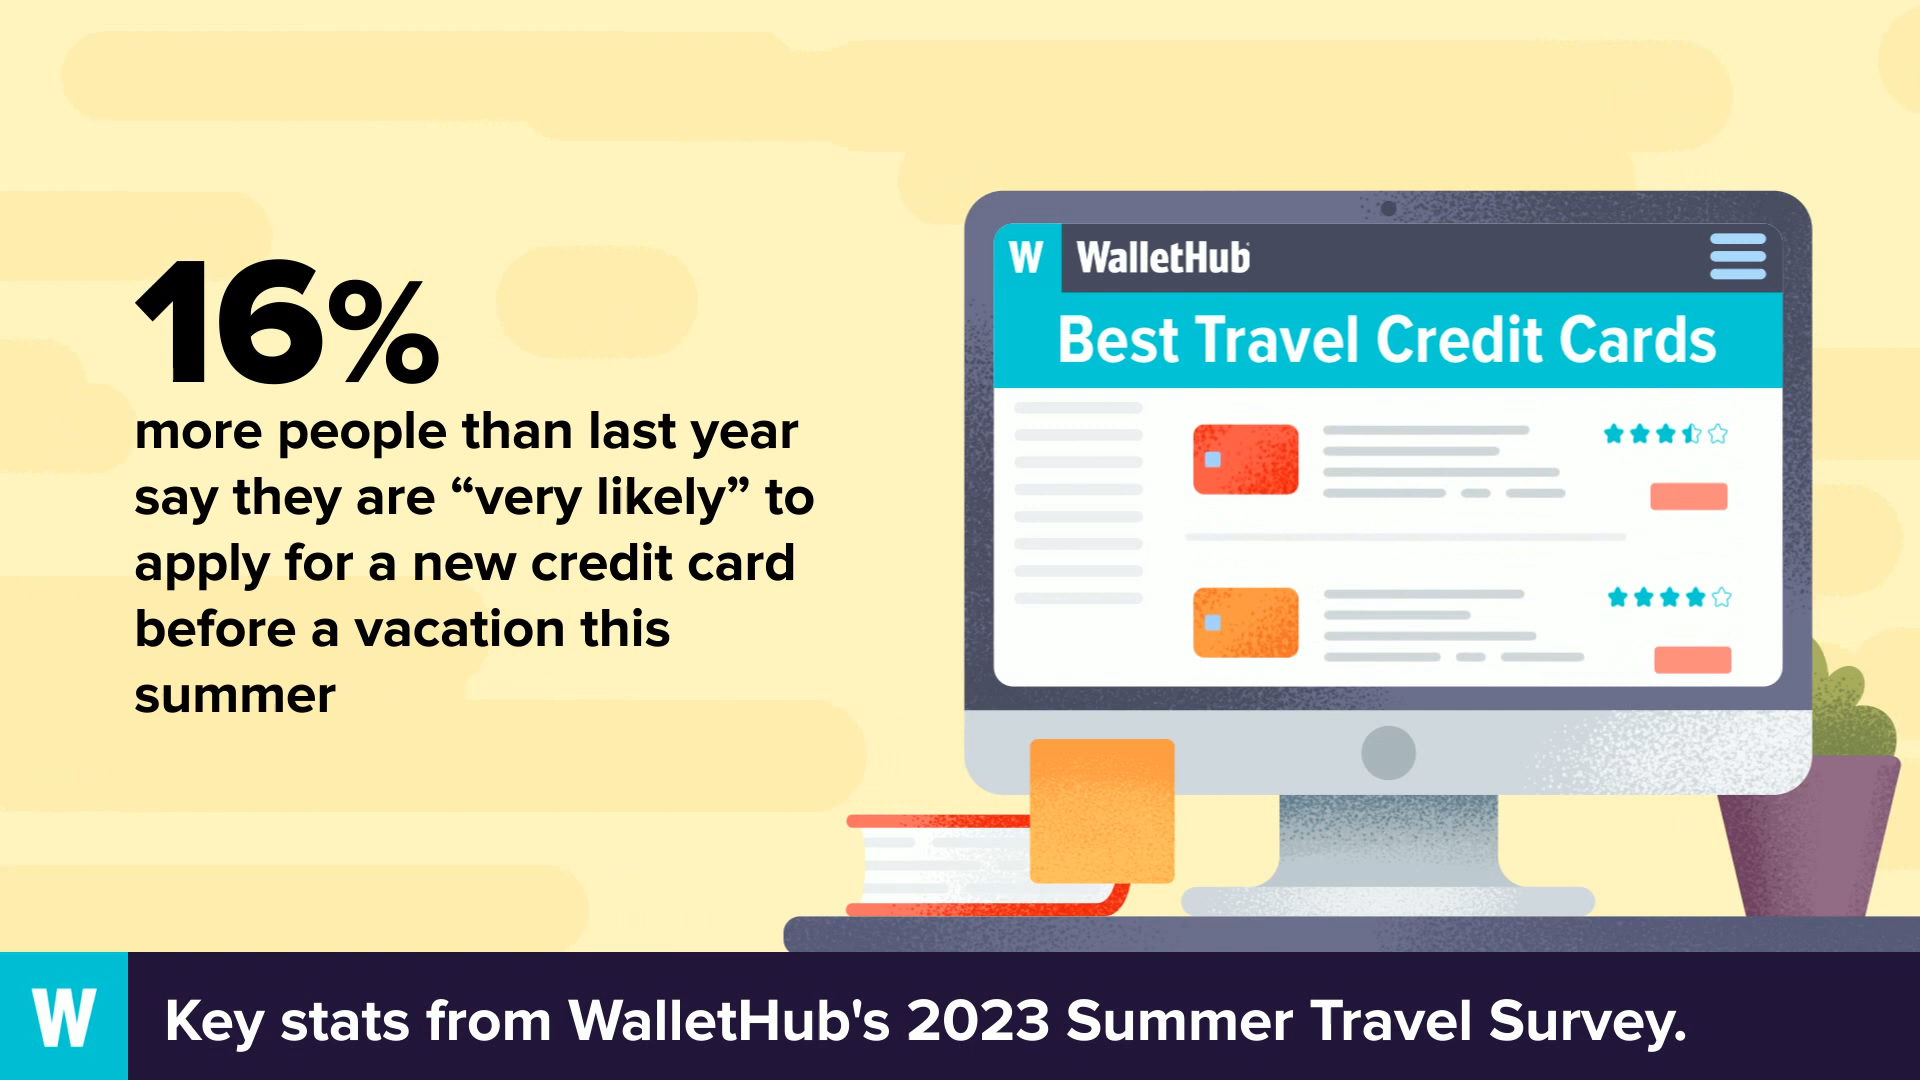 16%
more people than last year
say they are “very likely” to
apply for a new credit card
before a vacation this
summer
W WalletHub
Best Travel Credit Cards
W Key stats from WalletHub's 2023 Summer Travel Survey.